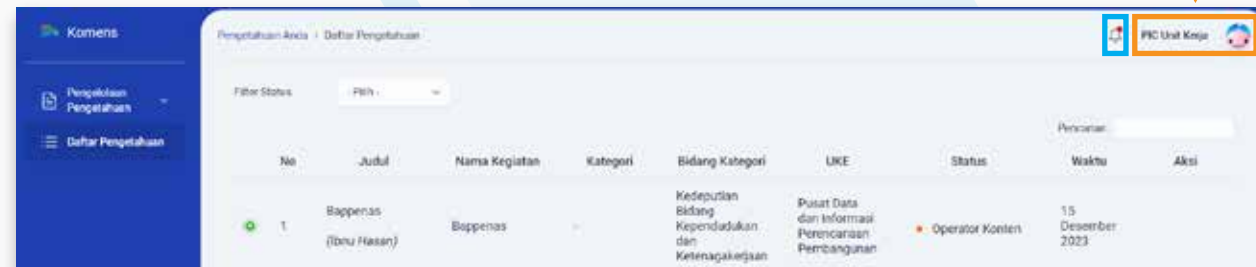 Komens
Pengetahuan Anda
Daftar Pengetahuan
PIC Unit Kerja
Pengelolaan
Pengetahuan
Daftar Pengetahuan
Filter Status
- Pilih -
Pencarian
No Judul Nama Kegiatan Kategori Bidang Kategori UKE Status Waktu Aksi
1
Bappenas
(Ibnu Hasan)
Bappenas
-
Kedeputian
Bidang
Kependudukan
dan
Ketenagakerjaan
Pusat Data
dan Informasi
Perencanaan
Pembangunan
Operator Konten
15
Desember
2023